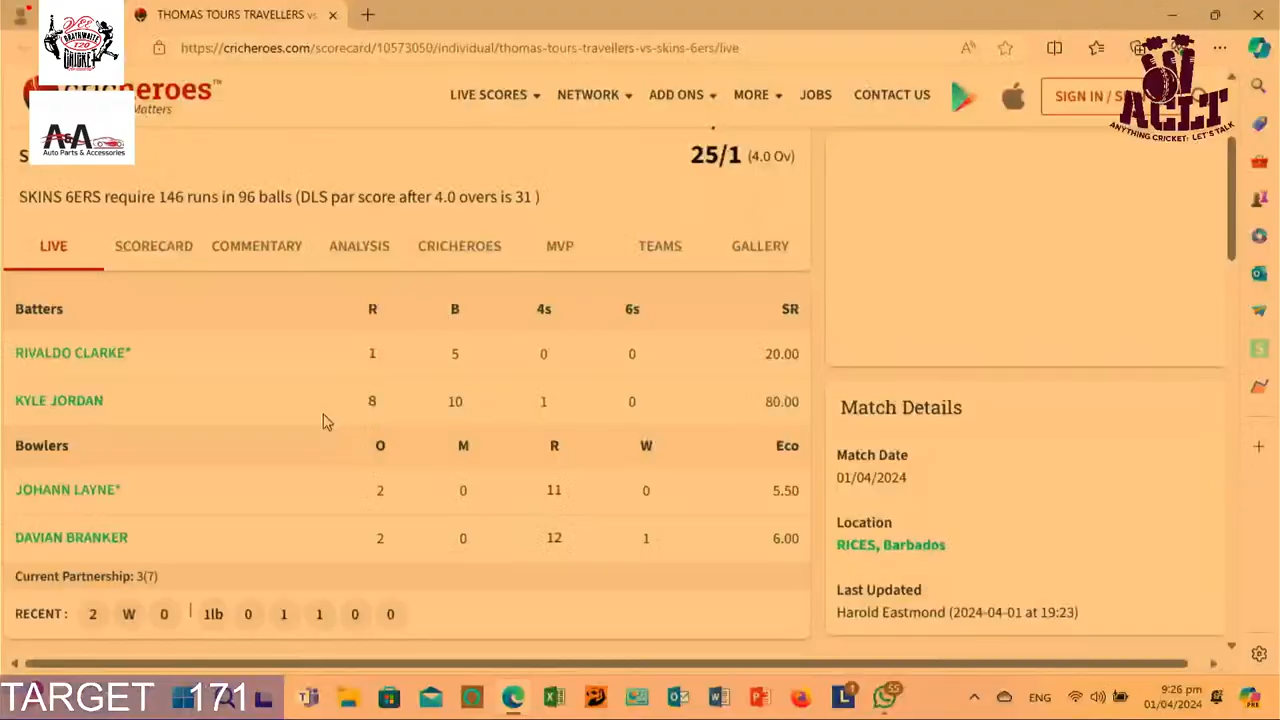 THOMAS TOURS TRAVELLERS vs
https://cricheroes.com/scorecard/10573050/individual/thomas-tours-travellers-vs-skins-6ers/live
BRATHWAITE
T20
CRICKET
cricheroes™
Matters
LIVE SCORES
NETWORK
ADD ONS
MORE
JOBS
CONTACT US
SIGN IN / S
ACLT
ANYTHING CRICKET: LET'S TALK
A&A
Auto Parts & Accessories
S
25/1 (4.0 Ov)
SKINS 6ERS require 146 runs in 96 balls (DLS par score after 4.0 overs is 31 )
LIVE SCORECARD COMMENTARY ANALYSIS CRICHEROES MVP TEAMS GALLERY
Batters R B 4s 6s SR
RIVALDO CLARKE* 1 5 0 0 20.00
KYLE JORDAN 8 10 1 0 80.00
Bowlers O M R W Eco
JOHANN LAYNE* 2 0 11 0 5.50
DAVIAN BRANKER 2 0 12 1 6.00
Current Partnership: 3(7)
RECENT : 2 W 0 | 1lb 0 1 1 0 0
Match Details
Match Date
01/04/2024
Location
RICES, Barbados
Last Updated
Harold Eastmond (2024-04-01 at 19:23)
TARGET 171
ENG
9:26 pm
01/04/2024